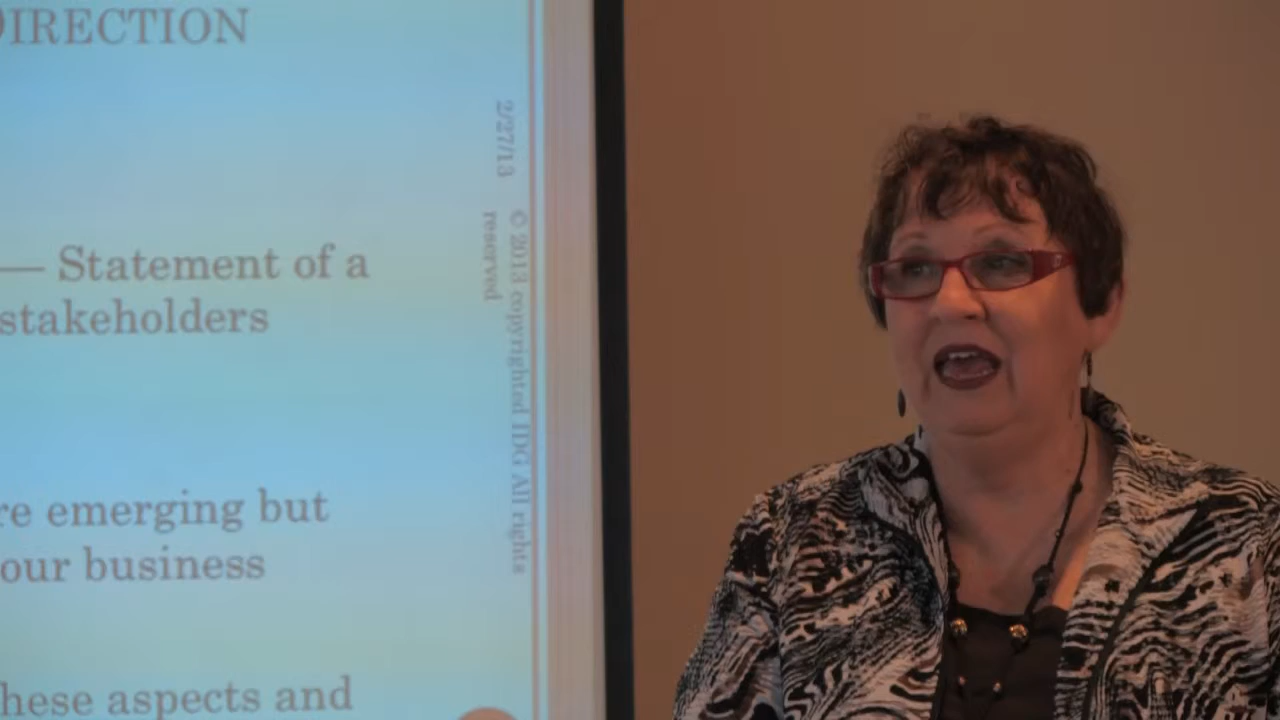 DIRECTION
— Statement of a
stakeholders
re emerging but
our business
hese aspects and
2/27/13
© 2013 copyrighted IDG All rights
reserved